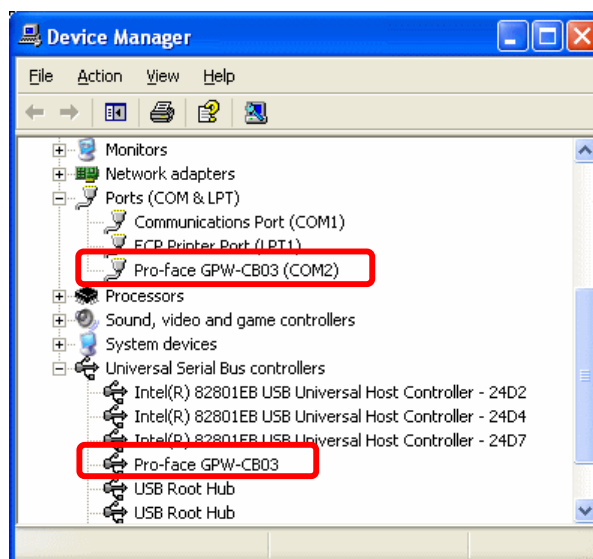 Device Manager
File Action View Help
Monitors
Network adapters
Ports (COM & LPT)
Communications Port (COM1)
ECP Printer Port (LPT1)
Pro-face GPW-CB03 (COM2)
Processors
Sound, video and game controllers
System devices
Universal Serial Bus controllers
Intel(R) 82801EB USB Universal Host Controller - 24D2
Intel(R) 82801EB USB Universal Host Controller - 24D4
Intel(R) 82801EB USB Universal Host Controller - 24D7
Pro-face GPW-CB03
USB Root Hub
USB Root Hub